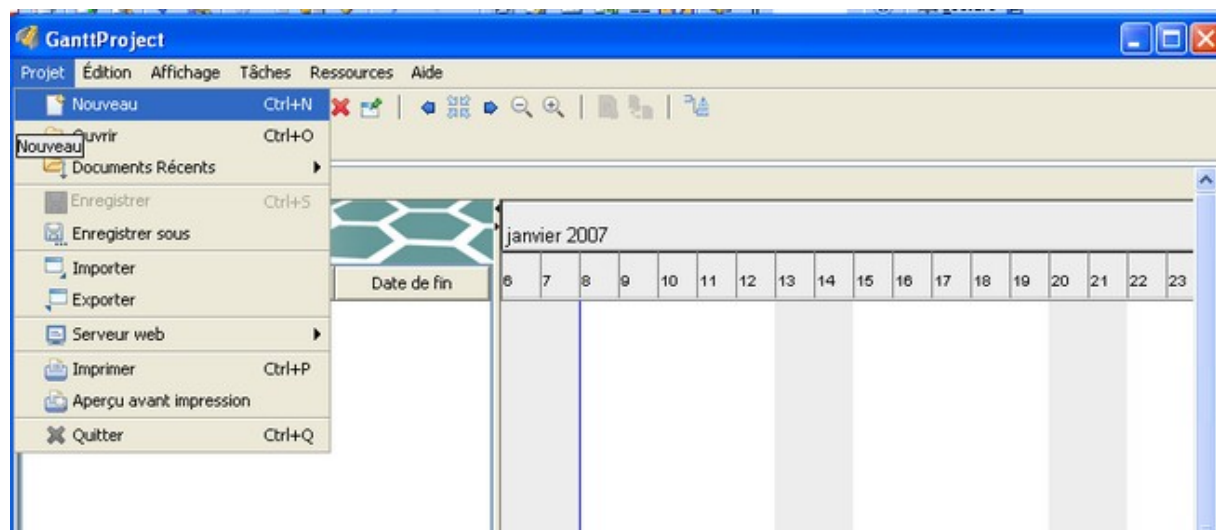 GanttProject
Projet Édition Affichage Tâches Ressources Aide
Nouveau Ctrl+N
Ouvrir Ctrl+O
Nouveau
Documents Récents
Enregistrer Ctrl+S
Enregistrer sous
janvier 2007
Importer
Date de fin
6 7 8 9 10 11 12 13 14 15 16 17 18 19 20 21 22 23
Exporter
Serveur web
Imprimer Ctrl+P
Aperçu avant impression
Quitter Ctrl+Q